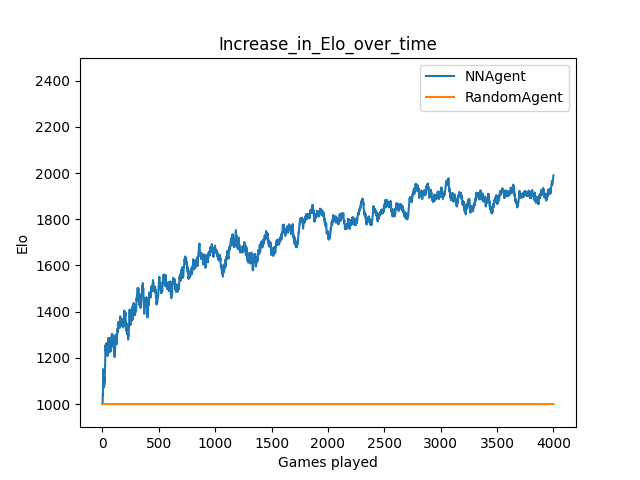 Increase_in_Elo_over_time
NNAgent
RandomAgent
Elo
2400
2200
2000
1800
1600
1400
1200
1000
0 500 1000 1500 2000 2500 3000 3500 4000
Games played